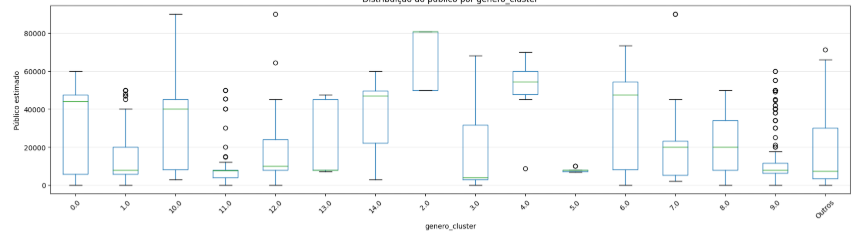 Distribuição do público por genero_cluster
Público estimado
80000
60000
40000
20000
0
0.0 1.0 10.0 11.0 12.0 13.0 14.0 2.0 3.0 4.0 5.0 6.0 7.0 8.0 9.0 Outros
genero_cluster